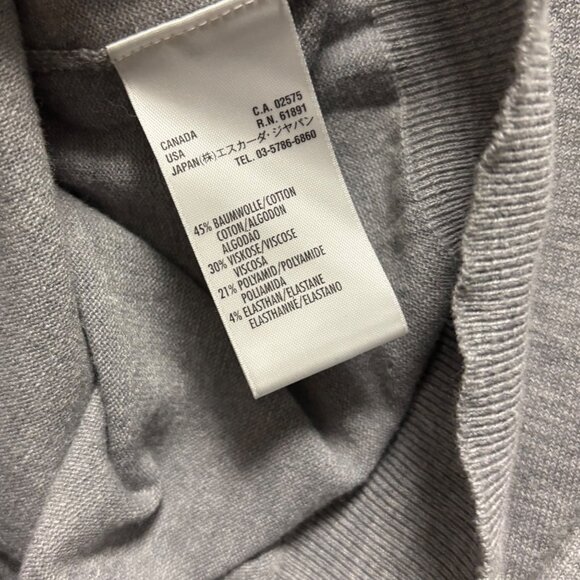 CANADA C.A. 02575
USA R.N. 61891
JAPAN(株)エスカーダ・ジャパン
TEL. 03-5786-6860
45% BAUMWOLLE/COTTON
COTON/ALGODON
ALGODAO
30% VISKOSE/VISCOSE
VISCOSA
21% POLYAMID/POLYAMIDE
POLIAMIDA
4% ELASTHAN/ELASTANE
ELASTHANNE/ELASTANO